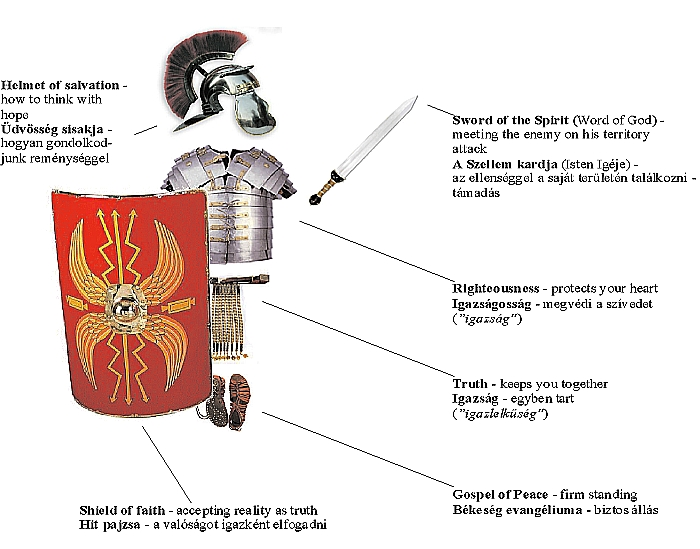 Helmet of salvation -
how to think with
hope
Üdvösség sisakja -
hogyan gondolkod-
junk reménységgel
Sword of the Spirit (Word of God) -
meeting the enemy on his territory
attack
A Szellem kardja (Isten Igéje) -
az ellenséggel a saját területén találkozni -
támadás
Righteousness - protects your heart
Igazságosság - megvédi a szívedet
("igazság")
Truth - keeps you together
Igazság - egyben tart
("igazlelkűség")
Gospel of Peace - firm standing
Békeség evangéliuma - biztos állás
Shield of faith - accepting reality as truth
Hit pajzsa - a valóságot igazként elfogadni